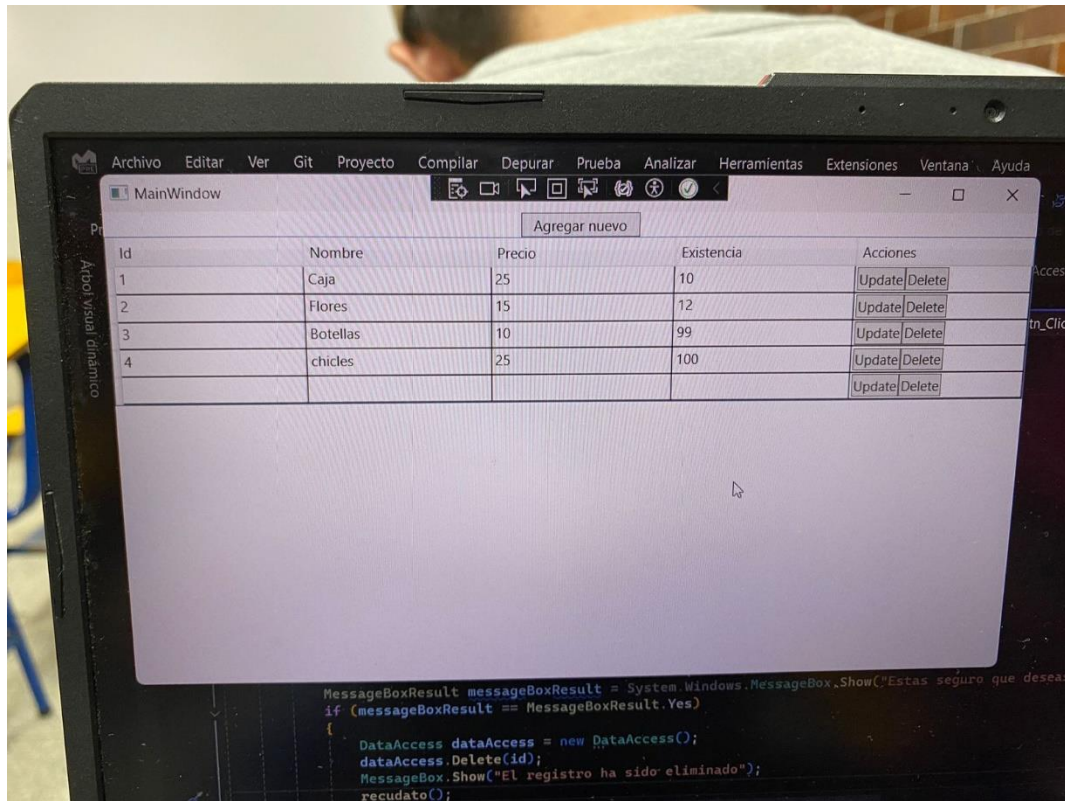 Archivo Editar Ver Git Proyecto Compilar Depurar Prueba Analizar Herramientas Extensiones Ventana Ayuda
MainWindow
Agregar nuevo
Id Nombre Precio Existencia Acciones
1 Caja 25 10 Update Delete
2 Flores 15 12 Update Delete
3 Botellas 10 99 Update Delete
4 chicles 25 100 Update Delete
Update Delete
Árbol visual dinámico
Acces
tn_Clic
MessageBoxResult messageBoxResult = System.Windows.MessageBox.Show("Estas seguro que deseas
if (messageBoxResult == MessageBoxResult.Yes)
{
DataAccess dataAccess = new DataAccess();
dataAccess.Delete(id);
MessageBox.Show("El registro ha sido eliminado");
recudato();